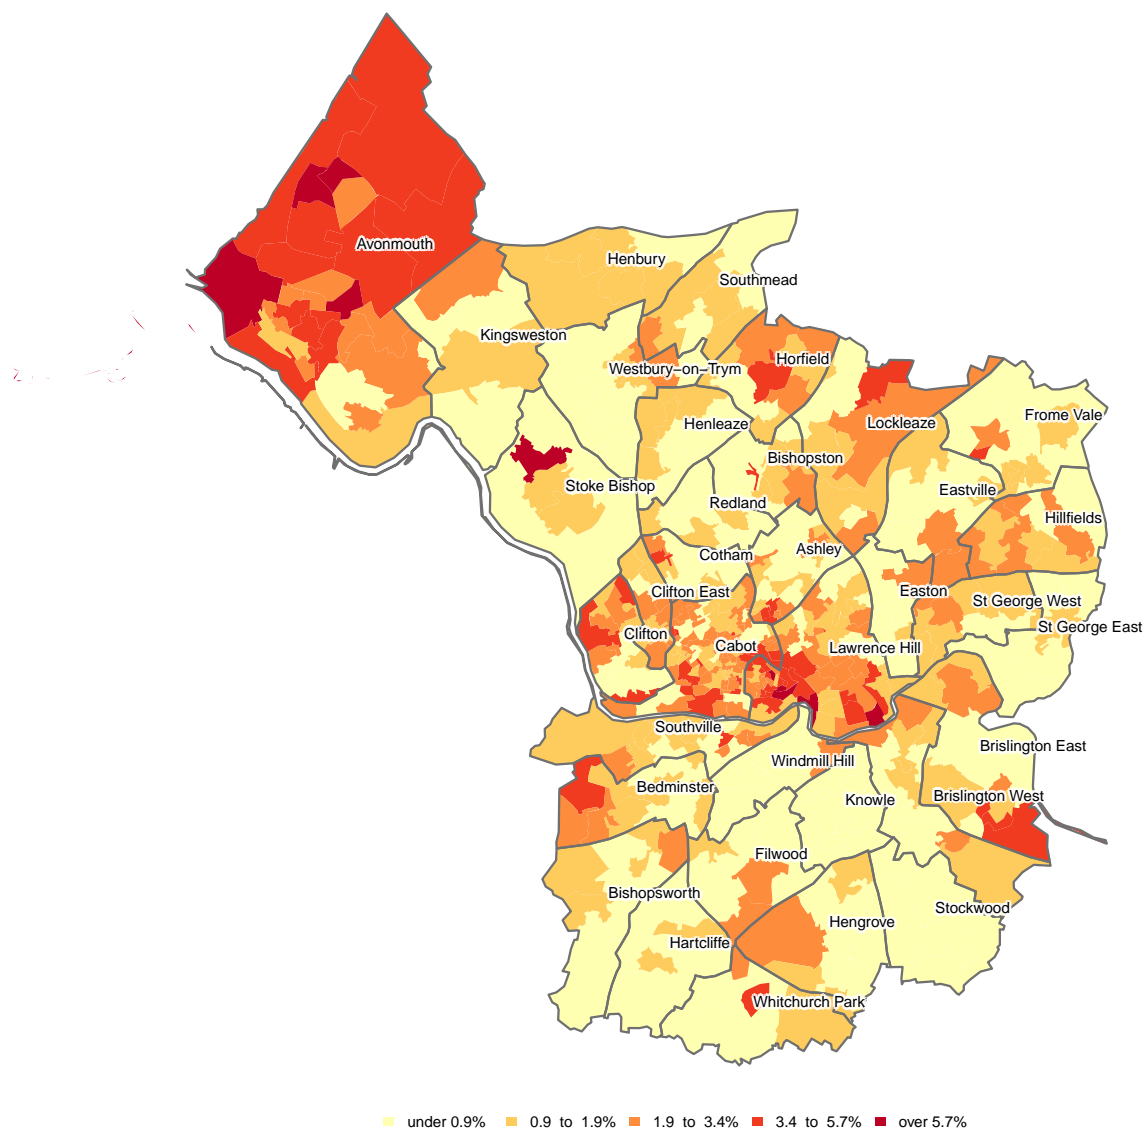 Avonmouth
Henbury
Southmead
Kingsweston
Horfield
Westbury−on−Trym
Frome Vale
Henleaze
Lockleaze
Bishopston
Stoke Bishop
Eastville
Redland
Hillfields
Cotham
Ashley
Clifton East
Easton
St George West
St George East
Clifton
Cabot
Lawrence Hill
Southville
Brislington East
Windmill Hill
Bedminster
Knowle
Brislington West
Filwood
Bishopsworth
Stockwood
Hengrove
Hartcliffe
Whitchurch Park
under 0.9% 0.9 to 1.9% 1.9 to 3.4% 3.4 to 5.7% over 5.7%